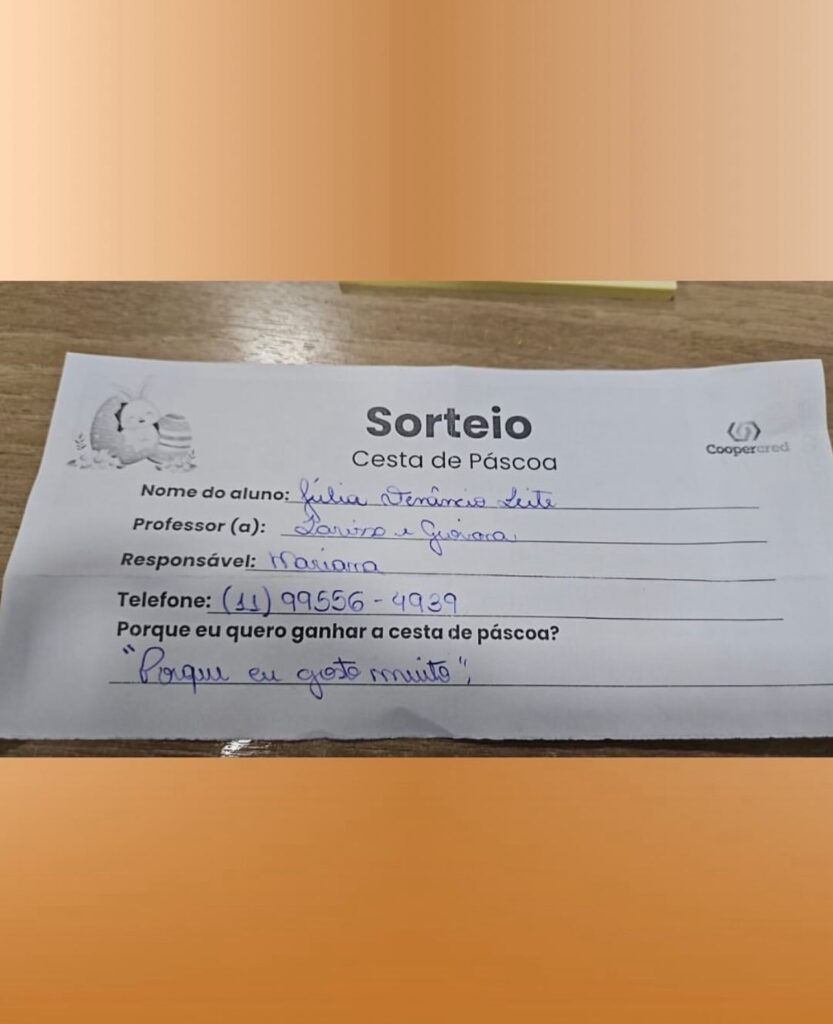 Sorteio
Cesta de Páscoa
Coopercred
Nome do aluno: Júlia Venâncio Leite
Professor (a): Larissa e
Responsável: Mariana
Telefone: (11) 99556-4939
Porque eu quero ganhar a cesta de páscoa?
"Porque eu gosto muito",